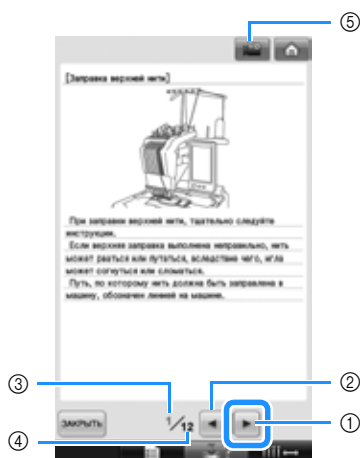 ⑤
[Заправка верхней нити]
При заправки верхней нити, тщательно следуйте
инструкции.
Если верхняя заправка выполнена неправильно, нить
может рваться или путаться, вследствие чего, игла
может согнуться или сломаться.
Путь, по которому нить должна быть заправлена в
машину, обозначен линией на машине.
③
②
ЗАКРЫТЬ
1/12
①
④